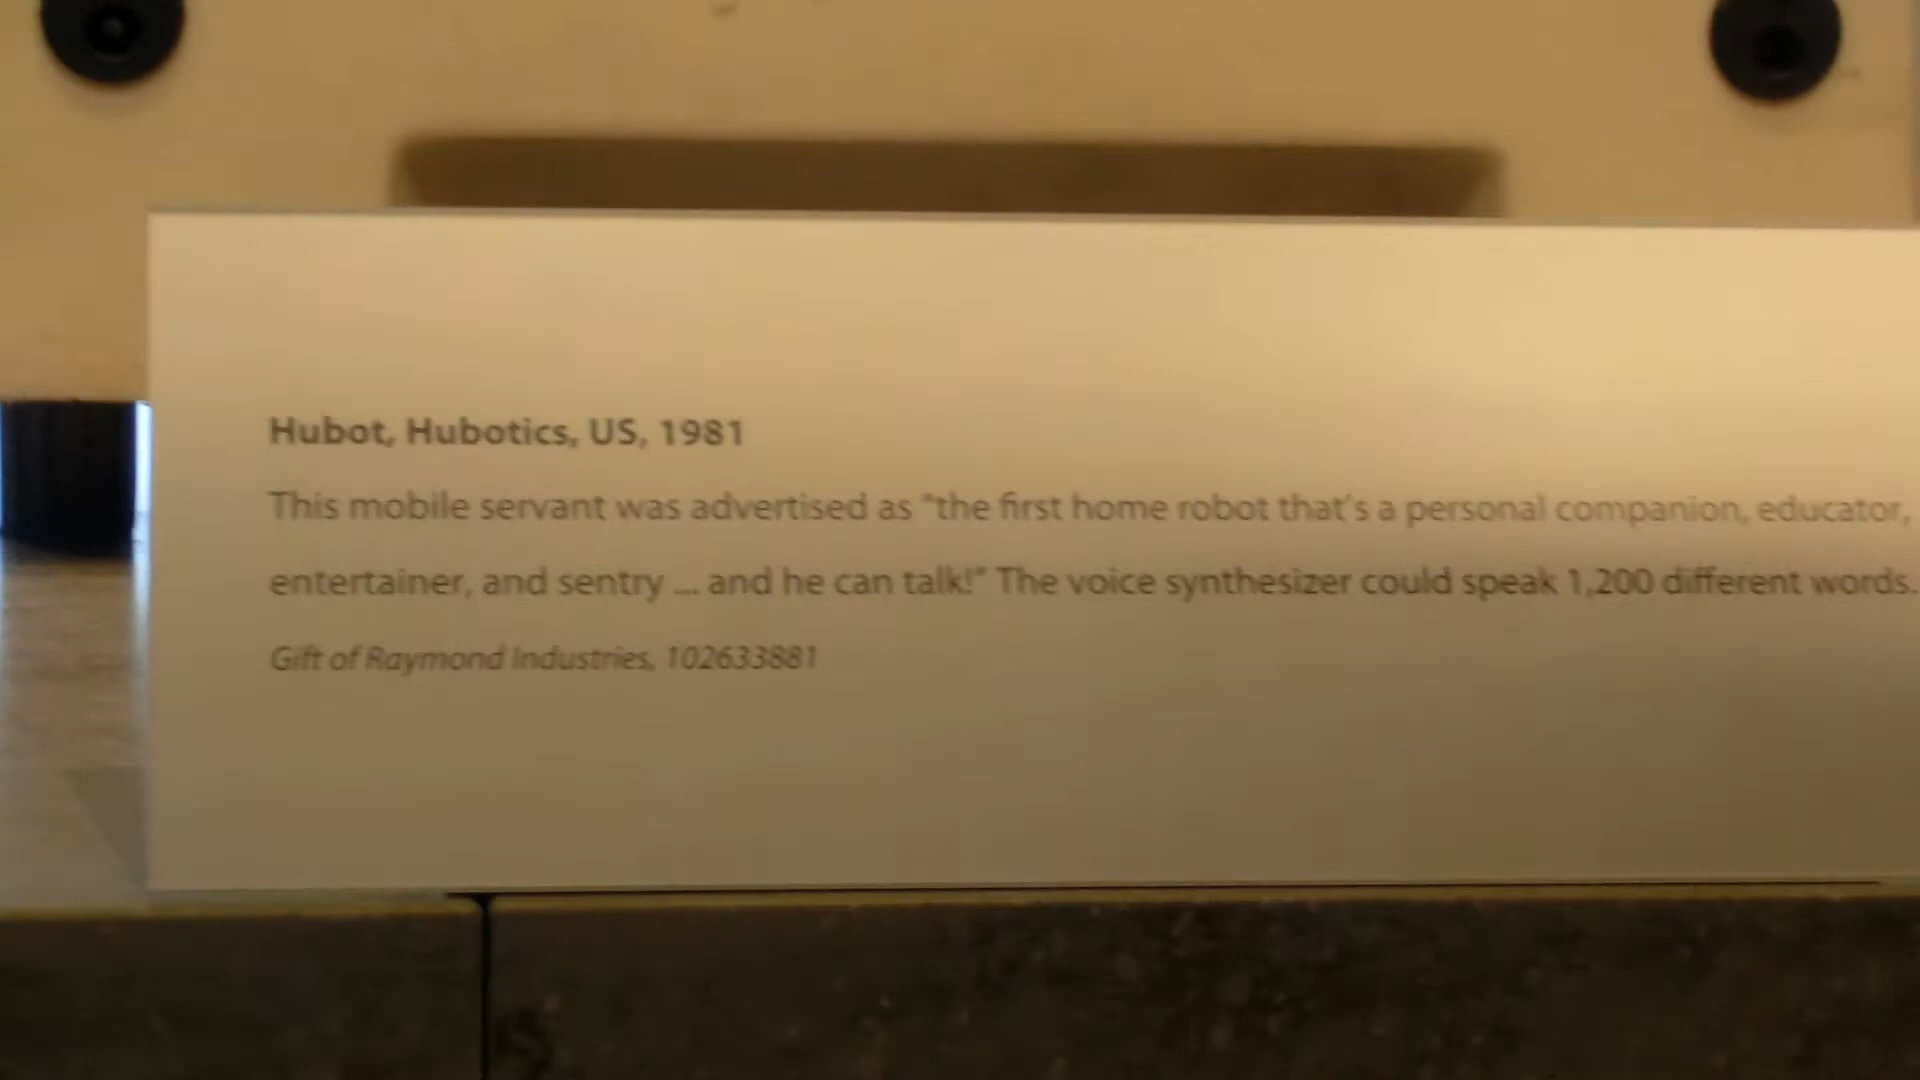 Hubot, Hubotics, US, 1981
This mobile servant was advertised as “the first home robot that’s a personal companion, educator,
entertainer, and sentry ... and he can talk!” The voice synthesizer could speak 1,200 different words.
Gift of Raymond Industries, 102633881